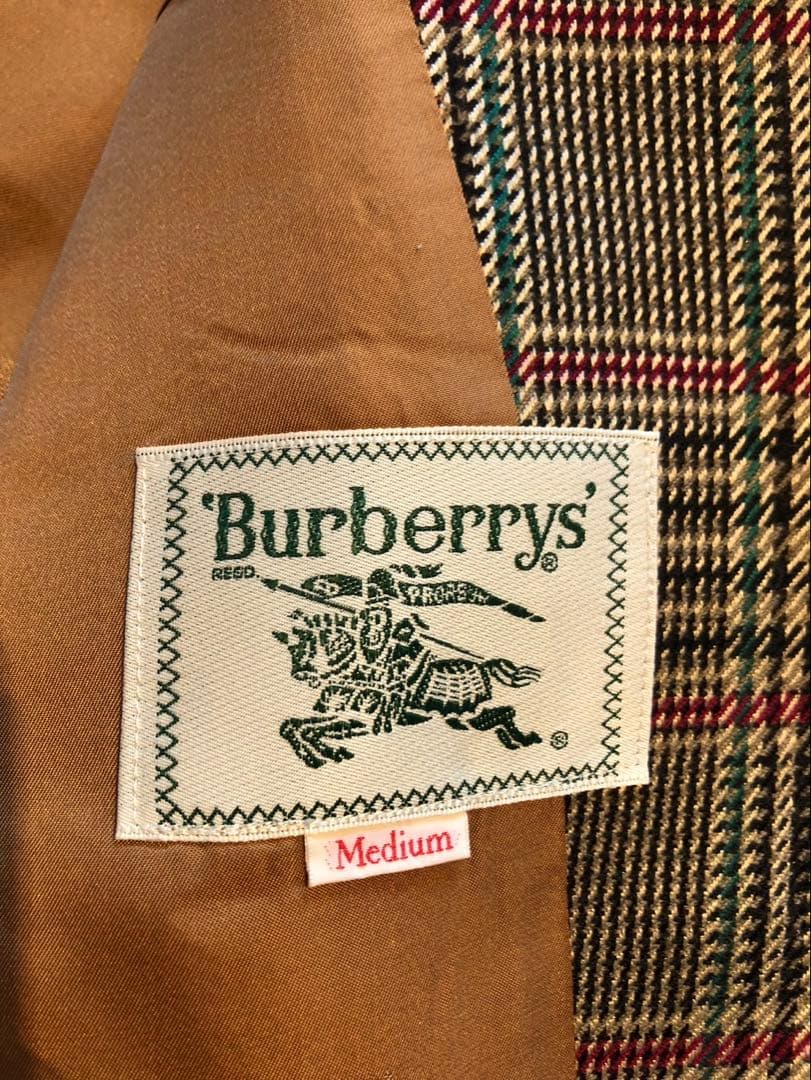 'Burberrys'®
REGD.
PRORSUM
®
Medium